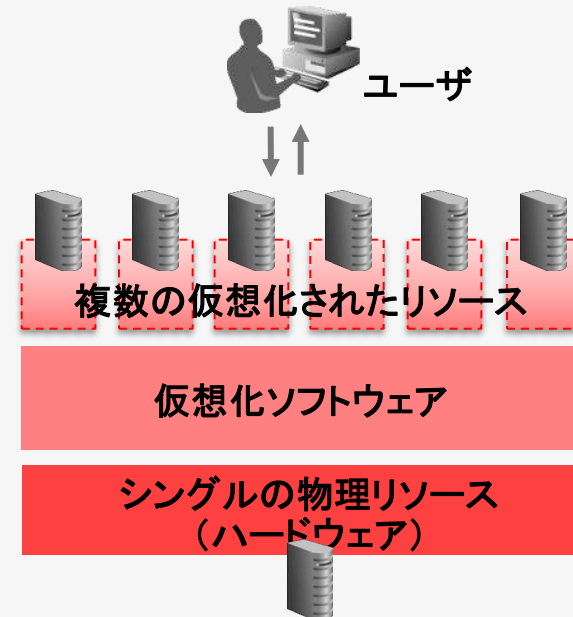 ユーザ
複数の仮想化されたリソース
仮想化ソフトウェア
シングルの物理リソース
（ハードウェア）